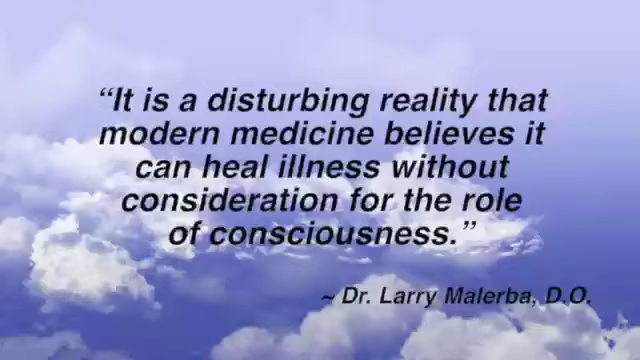 “It is a disturbing reality that
modern medicine believes it
can heal illness without
consideration for the role
of consciousness.”
~ Dr. Larry Malerba, D.O.